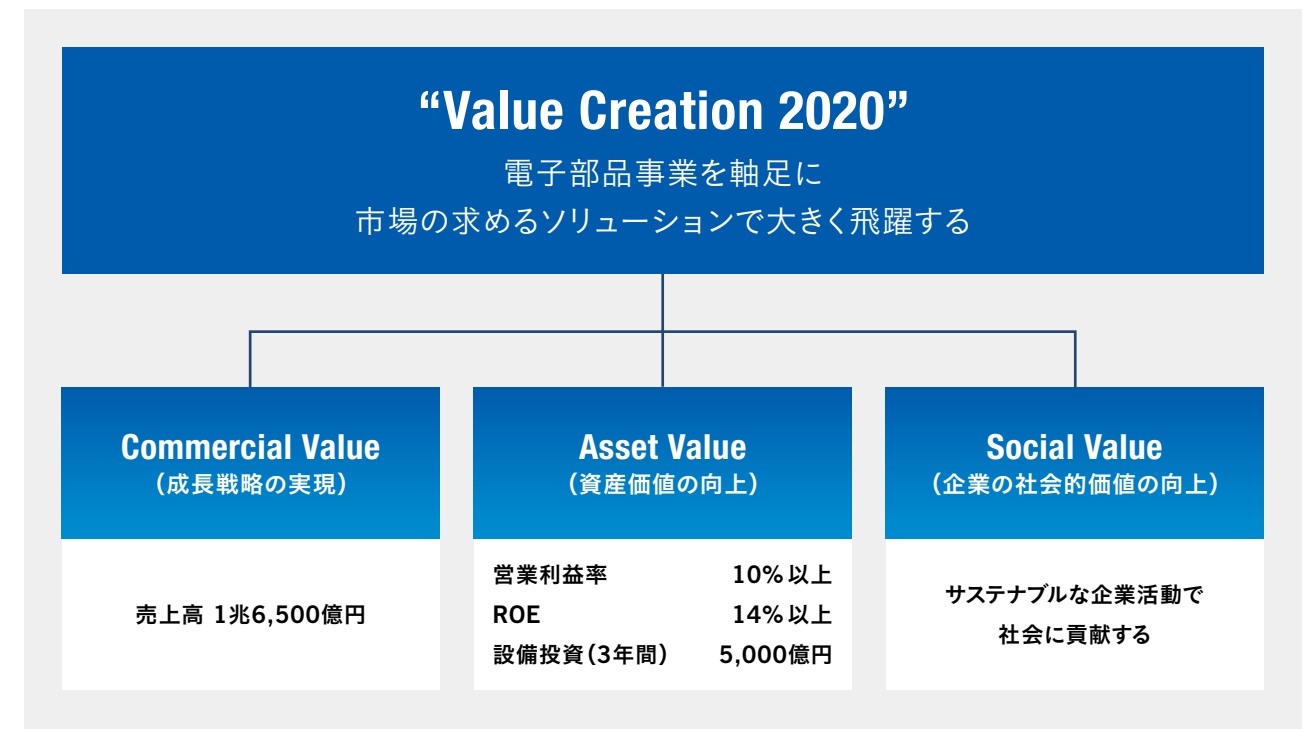 “Value Creation 2020”
電子部品事業を軸足に
市場の求めるソリューションで大きく飛躍する
Commercial Value
（成長戦略の実現）
売上高 1兆6,500億円
Asset Value
（資産価値の向上）
営業利益率 10%以上
ROE 14%以上
設備投資（3年間） 5,000億円
Social Value
（企業の社会的価値の向上）
サステナブルな企業活動で
社会に貢献する